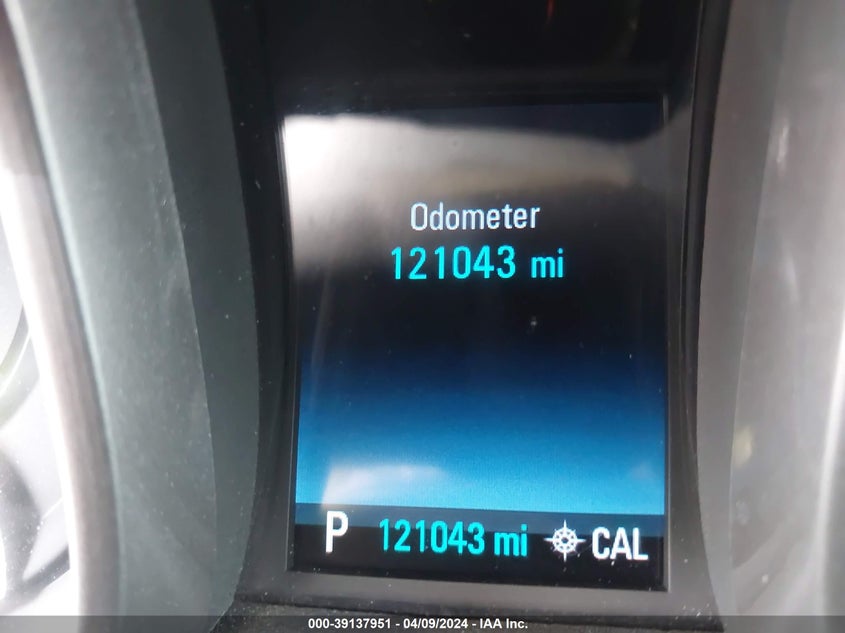 Odometer
121043 mi
P 121043 mi CAL
000-39137951 - 04/09/2024 - IAA Inc.